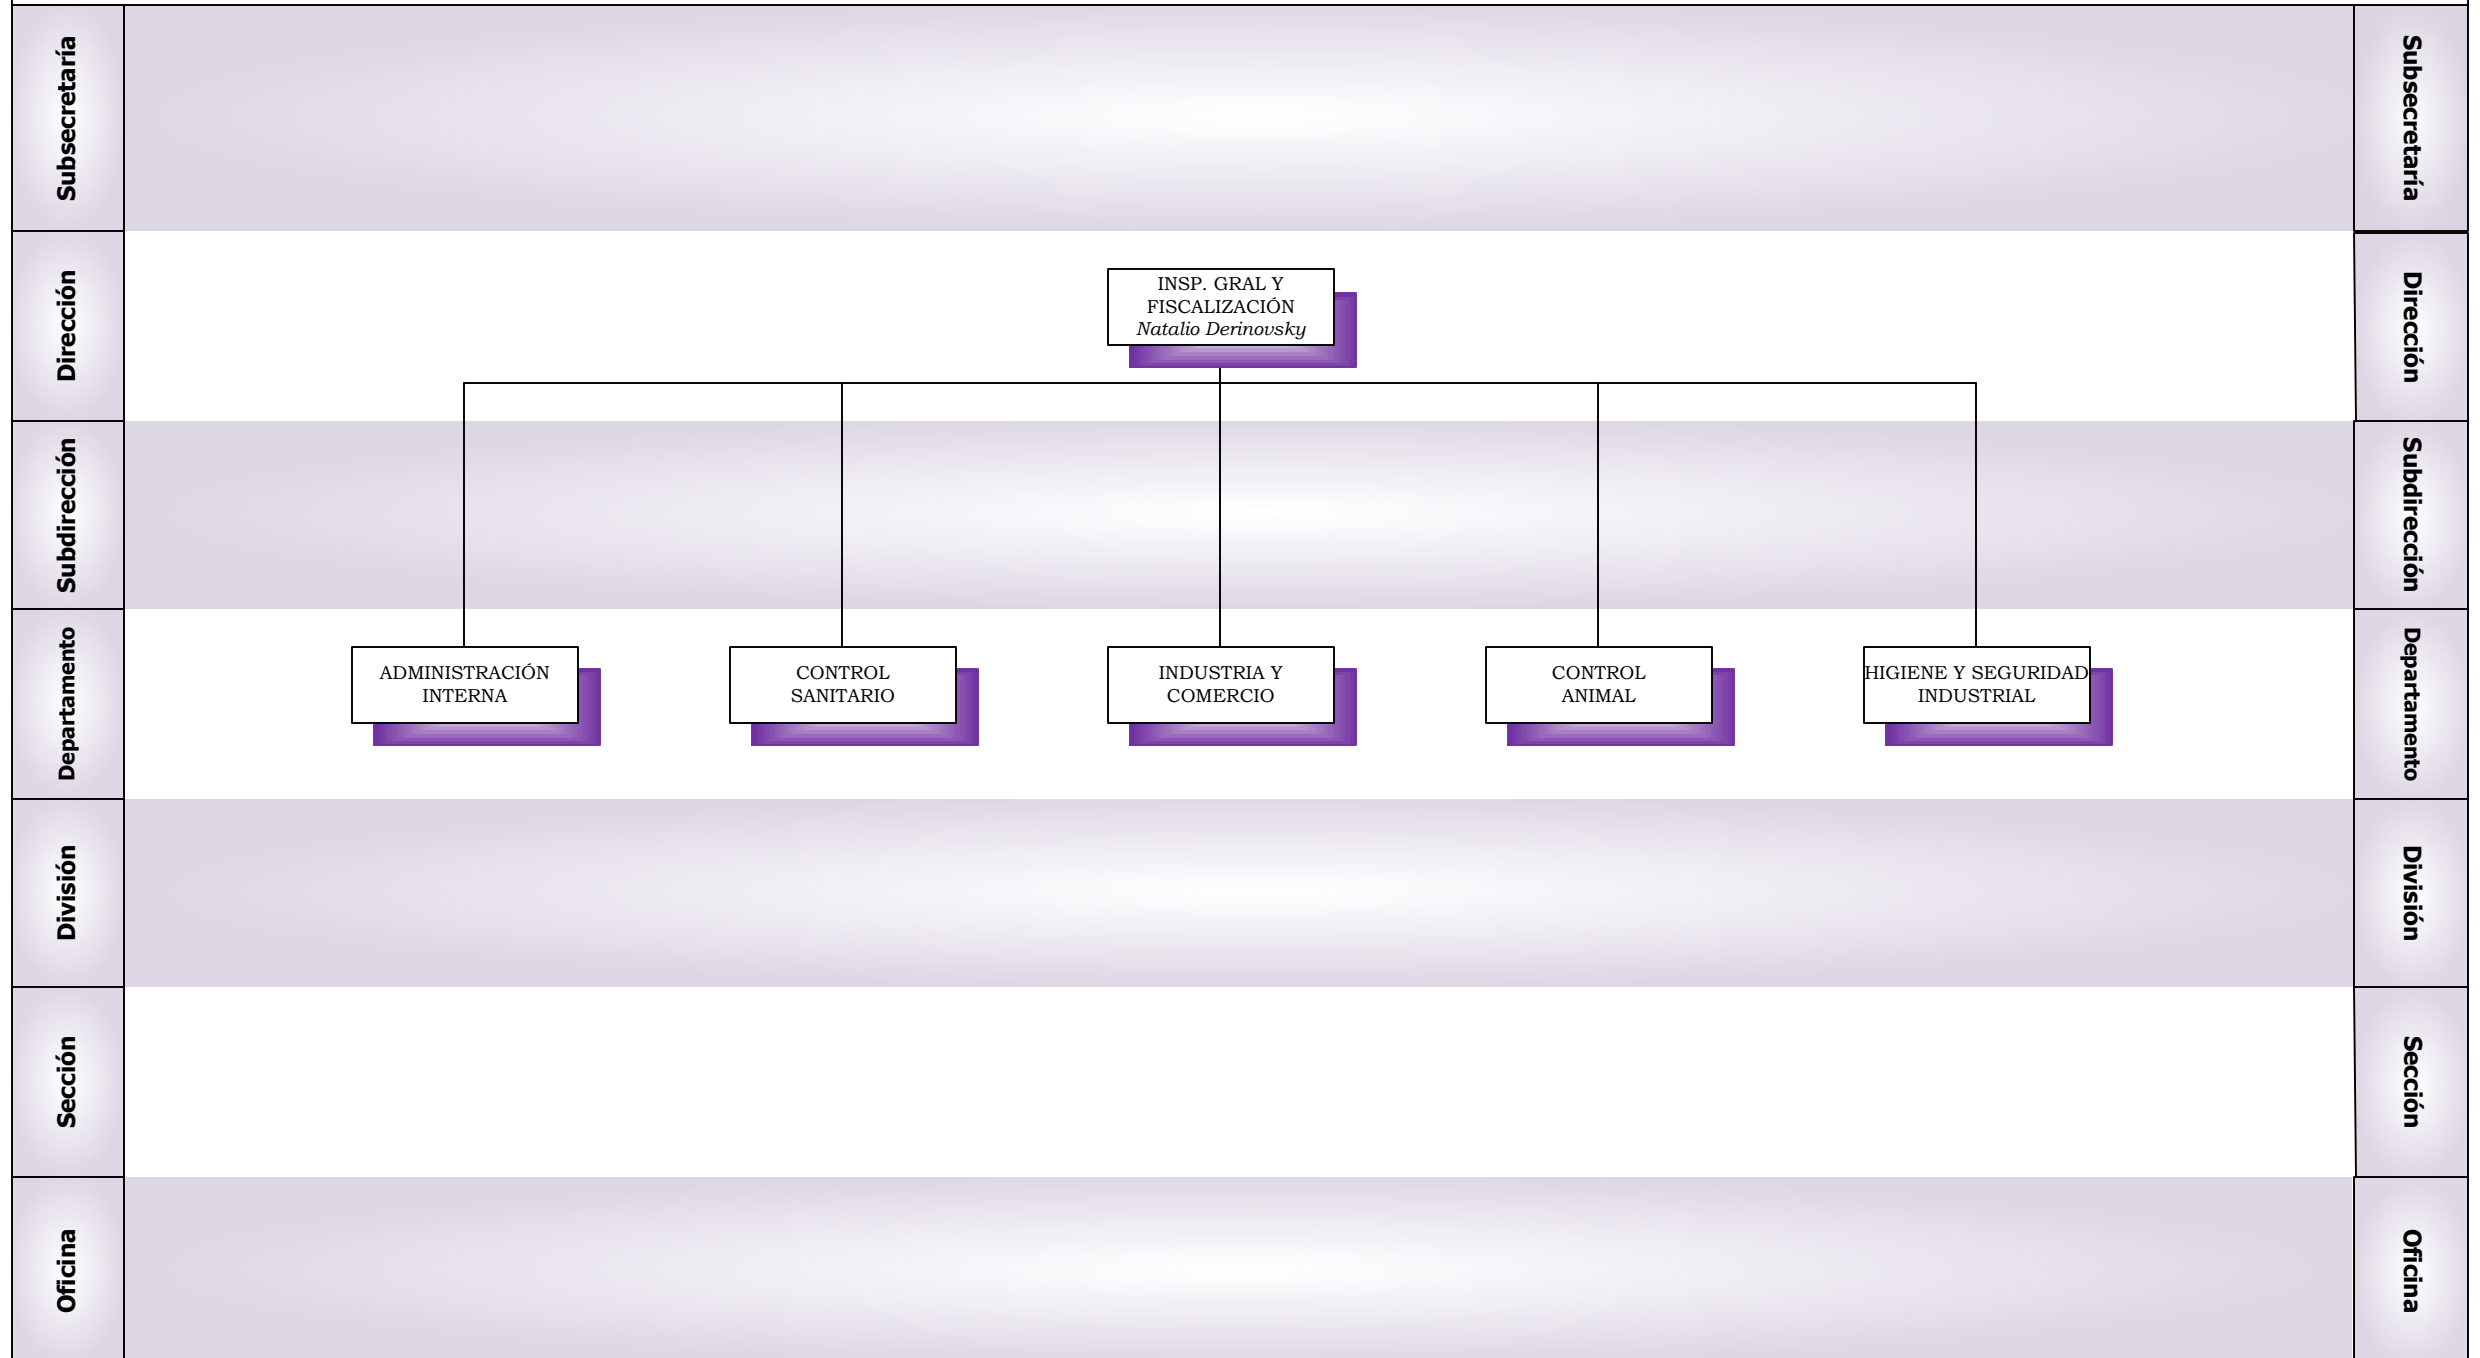 Subsecretaría
Subsecretaría
Dirección
INSP. GRAL Y
FISCALIZACIÓN
Natalio Derinovsky
Dirección
Subdirección
Subdirección
Departamento
ADMINISTRACIÓN
INTERNA
CONTROL
SANITARIO
INDUSTRIA Y
COMERCIO
CONTROL
ANIMAL
HIGIENE Y SEGURIDAD
INDUSTRIAL
Departamento
División
División
Sección
Sección
Oficina
Oficina